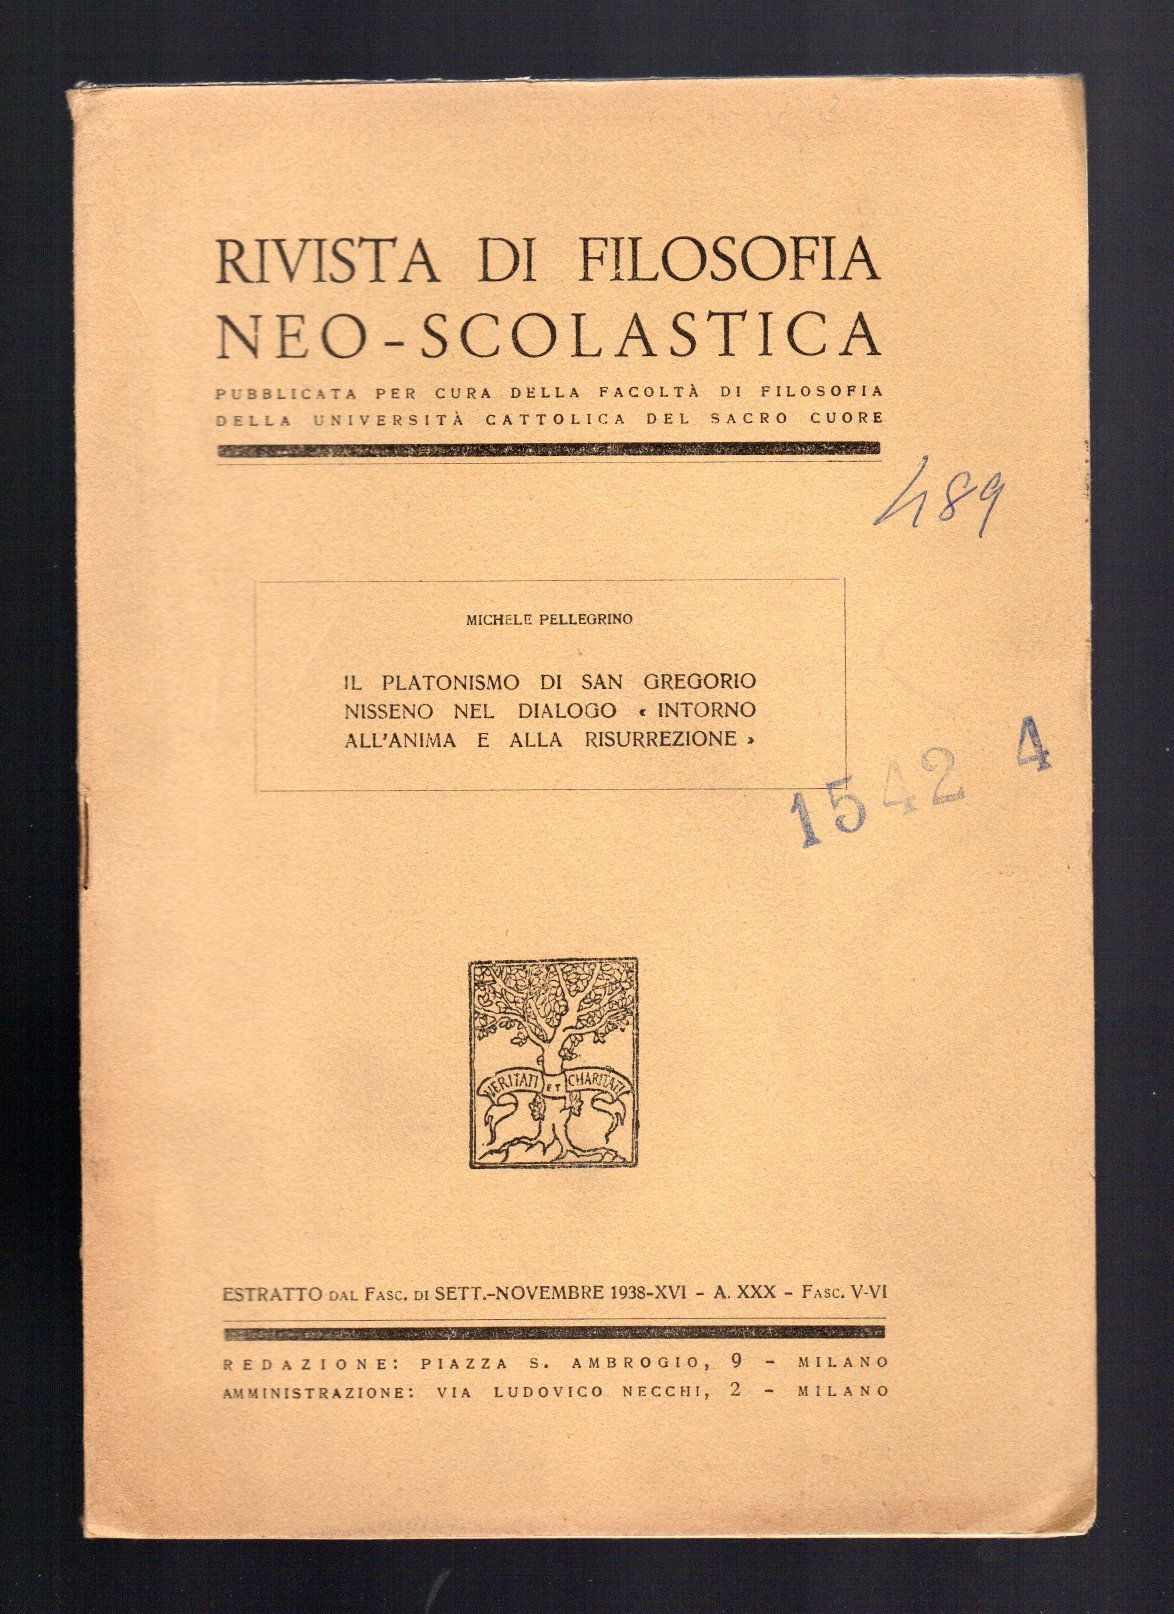 RIVISTA DI FILOSOFIA
NEO-SCOLASTICA
PUBBLICATA PER CURA DELLA FACOLTÀ DI FILOSOFIA
DELLA UNIVERSITÀ CATTOLICA DEL SACRO CUORE
489
MICHELE PELLEGRINO
IL PLATONISMO DI SAN GREGORIO
NISSENO NEL DIALOGO « INTORNO
ALL'ANIMA E ALLA RISURREZIONE »
1542 4
VERITATI ET CHARITATI
ESTRATTO DAL FASC. DI SETT.-NOVEMBRE 1938-XVI - A. XXX - FASC. V-VI
REDAZIONE: PIAZZA S. AMBROGIO, 9 - MILANO
AMMINISTRAZIONE: VIA LUDOVICO NECCHI, 2 - MILANO